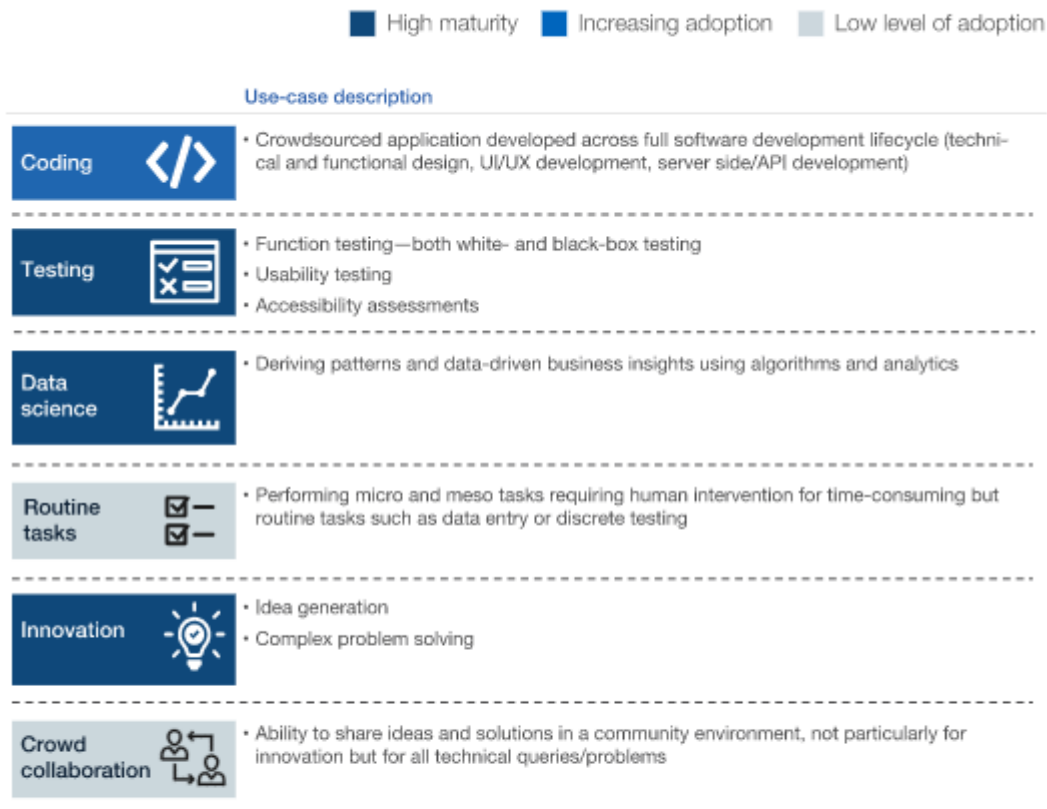 High maturity Increasing adoption Low level of adoption
Use-case description
Coding
• Crowdsourced application developed across full software development lifecycle (techni-
cal and functional design, UI/UX development, server side/API development)
Testing
• Function testing—both white- and black-box testing
• Usability testing
• Accessibility assessments
Data
science
• Deriving patterns and data-driven business insights using algorithms and analytics
Routine
tasks
• Performing micro and meso tasks requiring human intervention for time-consuming but
routine tasks such as data entry or discrete testing
Innovation
• Idea generation
• Complex problem solving
Crowd
collaboration
• Ability to share ideas and solutions in a community environment, not particularly for
innovation but for all technical queries/problems